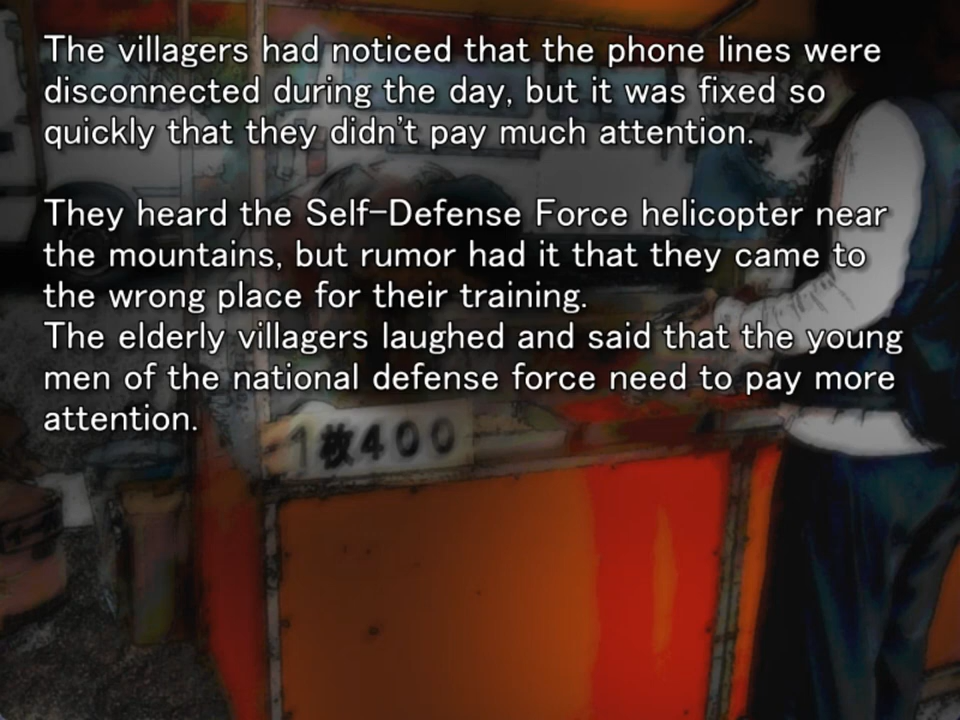 The villagers had noticed that the phone lines were
disconnected during the day, but it was fixed so
quickly that they didn't pay much attention.
They heard the Self-Defense Force helicopter near
the mountains, but rumor had it that they came to
the wrong place for their training.
The elderly villagers laughed and said that the young
men of the national defense force need to pay more
attention.
1枚400